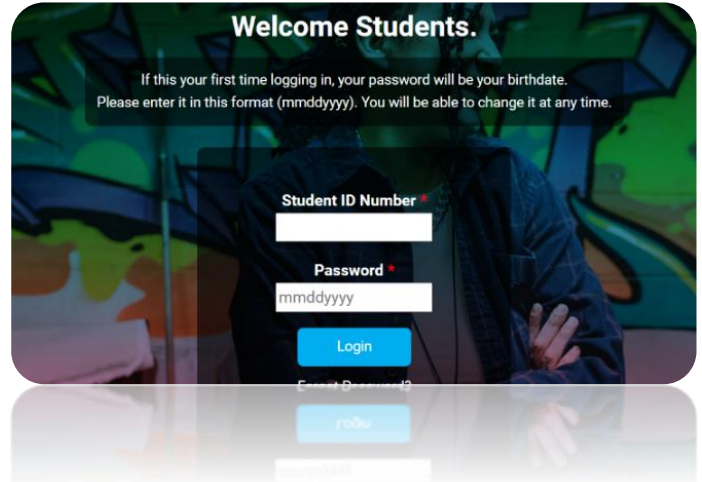 Welcome Students.
If this your first time logging in, your password will be your birthdate.
Please enter it in this format (mmddyyyy). You will be able to change it at any time.
Student ID Number *
Password *
mmddyyyy
Login
Forgot Password?